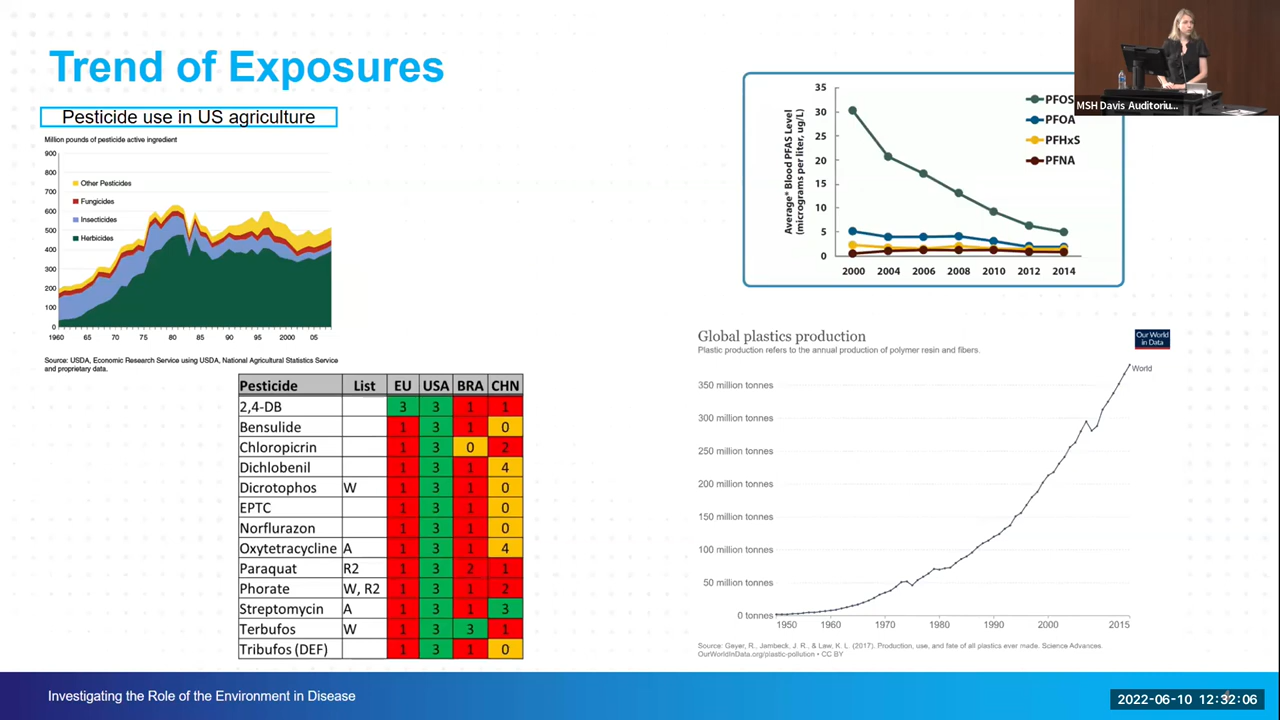 Trend of Exposures
Pesticide use in US agriculture
Million pounds of pesticide active ingredient
900
800
700
600
500
400
300
200
100
0
Other Pesticides
Fungicides
Insecticides
Herbicides
1960 65 70 75 80 85 90 95 2000 05
Source: USDA, Economic Research Service using USDA, National Agricultural Statistics Service
and proprietary data.
Pesticide List EU USA BRA CHN
2,4-DB 3 3 1 1
Bensulide 1 3 1 0
Chloropicrin 1 3 0 2
Dichlobenil 1 3 1 4
Dicrotophos W 1 3 1 0
EPTC 1 3 1 0
Norflurazon 1 3 1 0
Oxytetracycline A 1 3 1 4
Paraquat R2 1 3 2 1
Phorate W, R2 1 3 1 2
Streptomycin A 1 3 1 3
Terbufos W 1 3 3 1
Tribufos (DEF) 1 3 1 0
Average* Blood PFAS Level
(micrograms per liter, ug/L)
35
30
25
20
15
10
5
0
2000 2004 2006 2008 2010 2012 2014
PFOS
PFOA
PFHxS
PFNA
MSH Davis Auditoriu...
Global plastics production
Plastic production refers to the annual production of polymer resin and fibers.
Our World
in Data
World
350 million tonnes
300 million tonnes
250 million tonnes
200 million tonnes
150 million tonnes
100 million tonnes
50 million tonnes
0 tonnes
1950 1960 1970 1980 1990 2000 2015
Source: Geyer, R., Jambeck, J. R., & Law, K. L. (2017). Production, use, and fate of all plastics ever made. Science Advances.
OurWorldInData.org/plastic-pollution • CC BY
Investigating the Role of the Environment in Disease
2022-06-10 12:32:06